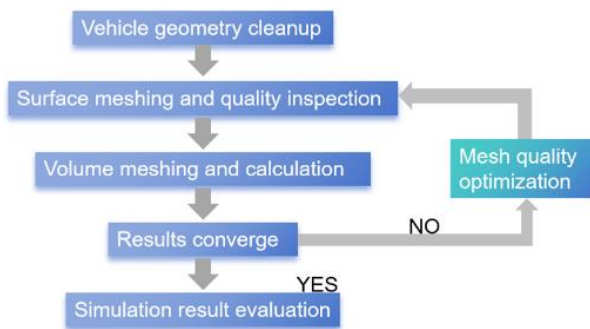 Vehicle geometry cleanup
Surface meshing and quality inspection
Volume meshing and calculation
Mesh quality
optimization
Results converge
NO
YES
Simulation result evaluation